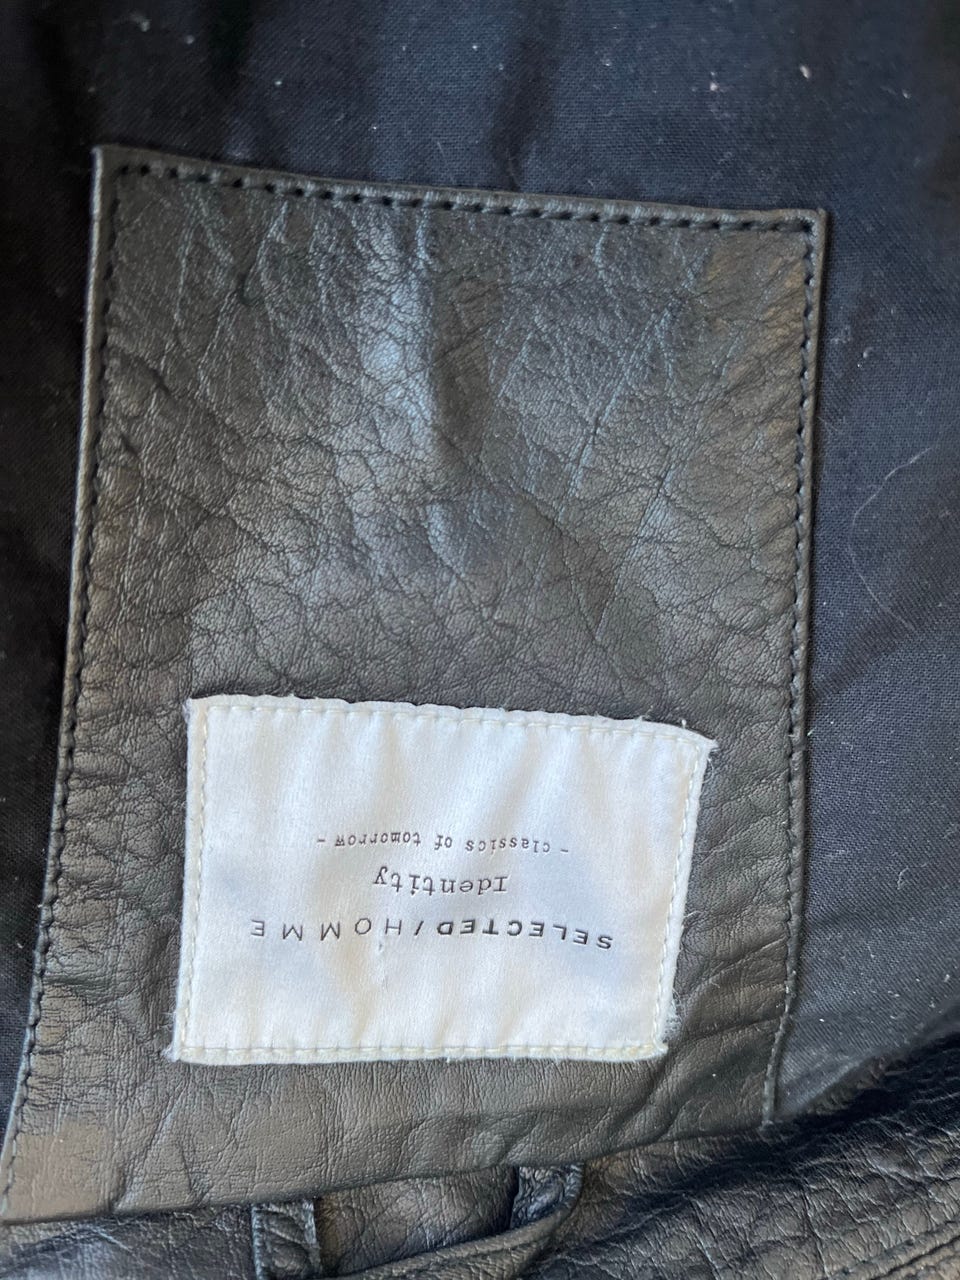 SELECTED/HOMME
Identity
- classics of tomorrow -